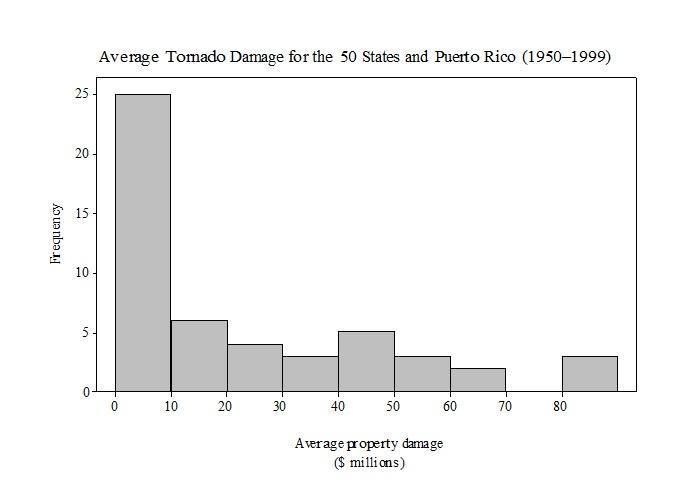 Average Tornado Damage for the 50 States and Puerto Rico (1950–1999)
25
20
15
10
5
0
Frequency
0 10 20 30 40 50 60 70 80
Average property damage
($ millions)